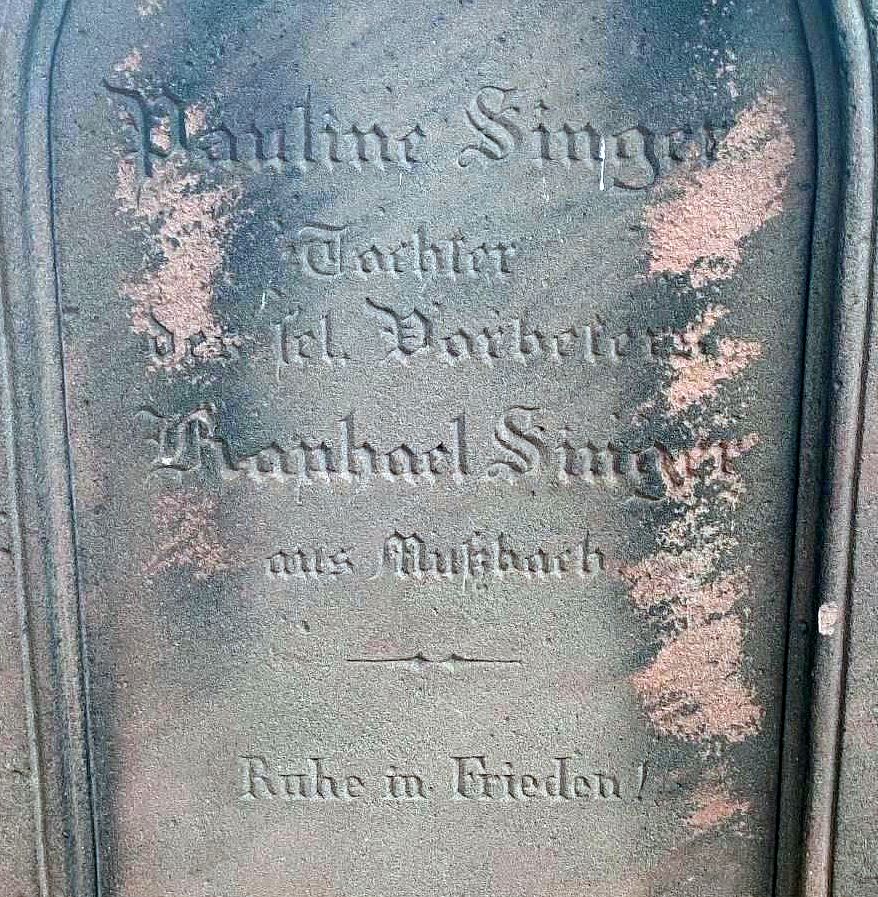 Pauline Singer
Tochter
des sel. Vorbeters
Raphael Singer
aus Mußbach.
Ruhe in Frieden!